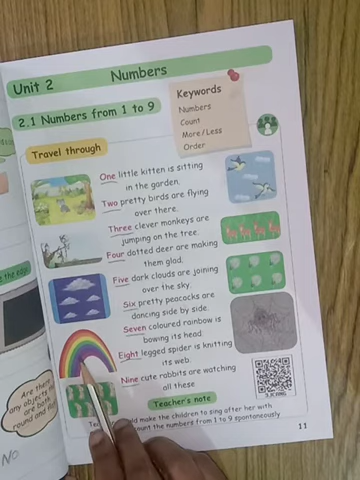 Unit 2
Numbers
2.1 Numbers from 1 to 9
Keywords
Numbers
Count
More/Less
Order
Travel through
One little kitten is sitting
in the garden.
Two pretty birds are flying
over there.
Three clever monkeys are
jumping on the tree.
Four dotted deer are making
them glad.
Five dark clouds are joining
over the sky.
Six pretty peacocks are
dancing side by side.
Seven coloured rainbow is
bowing its head.
Eight legged spider is knitting
its web.
Nine cute rabbits are watching
all these
Teacher's note
make the children to sing after her with
count the numbers from 1 to 9 spontaneously
11
the edge
Are there
any objects
are both
round and
NO